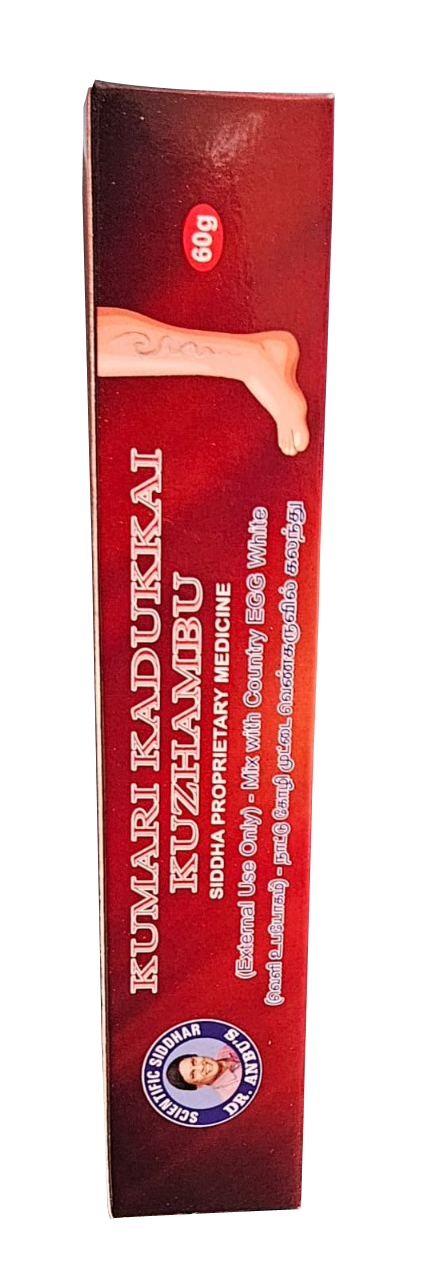 SCIENTIFIC SIDDHAR
DR. ANBU'S
KUMARI KADUKKAI
KUZHAMBU
SIDDHA PROPRIETARY MEDICINE
(External Use Only) - Mix with Country EGG White
(வெளி உபயோகம்) - நாட்டு கோழி முட்டை வெண்கருவில் கலந்து
60g